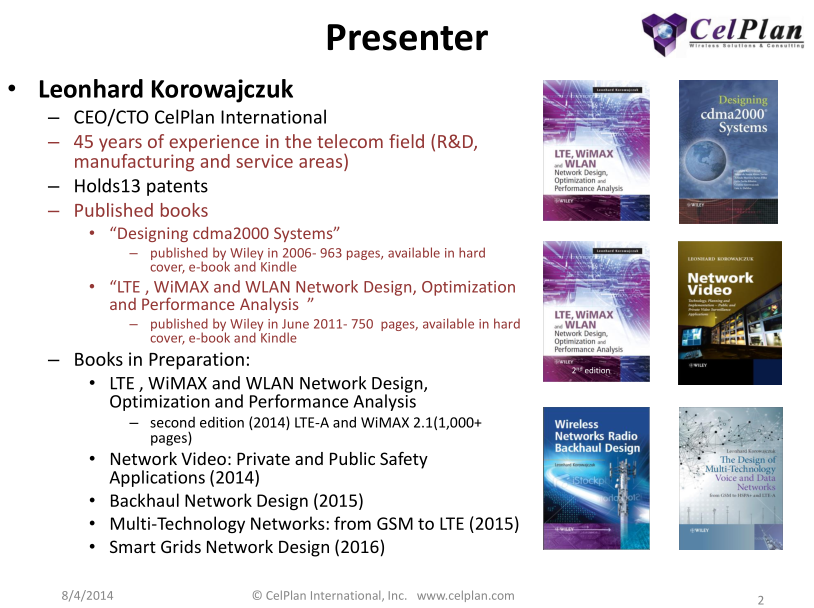 Presenter
CelPlan
Wireless Solutions & Consulting
• Leonhard Korowajczuk
– CEO/CTO CelPlan International
– 45 years of experience in the telecom field (R&D,
manufacturing and service areas)
– Holds13 patents
– Published books
• “Designing cdma2000 Systems”
– published by Wiley in 2006- 963 pages, available in hard
cover, e-book and Kindle
• “LTE , WiMAX and WLAN Network Design, Optimization
and Performance Analysis ”
– published by Wiley in June 2011- 750 pages, available in hard
cover, e-book and Kindle
– Books in Preparation:
• LTE , WiMAX and WLAN Network Design,
Optimization and Performance Analysis
– second edition (2014) LTE-A and WiMAX 2.1(1,000+
pages)
• Network Video: Private and Public Safety
Applications (2014)
• Backhaul Network Design (2015)
• Multi-Technology Networks: from GSM to LTE (2015)
• Smart Grids Network Design (2016)
Leonhard Korowajczuk
LTE, WiMAX
and WLAN
Network Design,
Optimization and
Performance Analysis
WILEY
Designing
cdma2000
Systems
WILEY
Leonhard Korowajczuk
LTE, WiMAX
and WLAN
Network Design,
Optimization and
Performance Analysis
2nd edition
WILEY
LEONHARD KOROWAJCZUK
Network
Video
Technology, Planning and
Implementation – Public and
Private Video Surveillance
Applications
WILEY
Wireless
Networks Radio
Backhaul Design
Leonhard Korowajczuk
iStockp
WILEY
Leonhard Korowajczuk
The Design of
Multi-Technology
Voice and Data
Networks
from GSM to HSPA+ and LTE-A
WILEY
8/4/2014
© CelPlan International, Inc. www.celplan.com
2